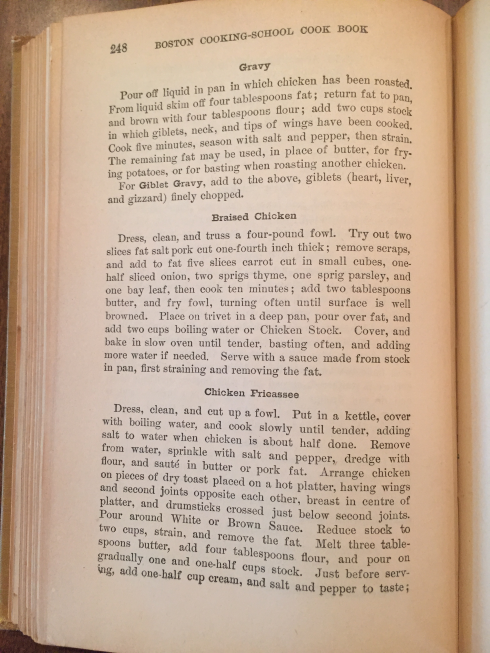 248 BOSTON COOKING-SCHOOL COOK BOOK
Gravy
Pour off liquid in pan in which chicken has been roasted.
From liquid skim off four tablespoons fat; return fat to pan,
and brown with four tablespoons flour; add two cups stock
in which giblets, neck, and tips of wings have been cooked.
Cook five minutes, season with salt and pepper, then strain.
The remaining fat may be used, in place of butter, for fry-
ing potatoes, or for basting when roasting another chicken.
For Giblet Gravy, add to the above, giblets (heart, liver,
and gizzard) finely chopped.
Braised Chicken
Dress, clean, and truss a four-pound fowl. Try out two
slices fat salt pork cut one-fourth inch thick; remove scraps,
and add to fat five slices carrot cut in small cubes, one-
half sliced onion, two sprigs thyme, one sprig parsley, and
one bay leaf, then cook ten minutes; add two tablespoons
butter, and fry fowl, turning often until surface is well
browned. Place on trivet in a deep pan, pour over fat, and
add two cups boiling water or Chicken Stock. Cover, and
bake in slow oven until tender, basting often, and adding
more water if needed. Serve with a sauce made from stock
in pan, first straining and removing the fat.
Chicken Fricassee
Dress, clean, and cut up a fowl. Put in a kettle, cover
with boiling water, and cook slowly until tender, adding
salt to water when chicken is about half done. Remove
from water, sprinkle with salt and pepper, dredge with
flour, and sauté in butter or pork fat. Arrange chicken
on pieces of dry toast placed on a hot platter, having wings
and second joints opposite each other, breast in centre of
platter, and drumsticks crossed just below second joints.
Pour around White or Brown Sauce. Reduce stock to
two cups, strain, and remove the fat. Melt three table-
spoons butter, add four tablespoons flour, and pour on
gradually one and one-half cups stock. Just before serv-
ing, add one-half cup cream, and salt and pepper to taste;